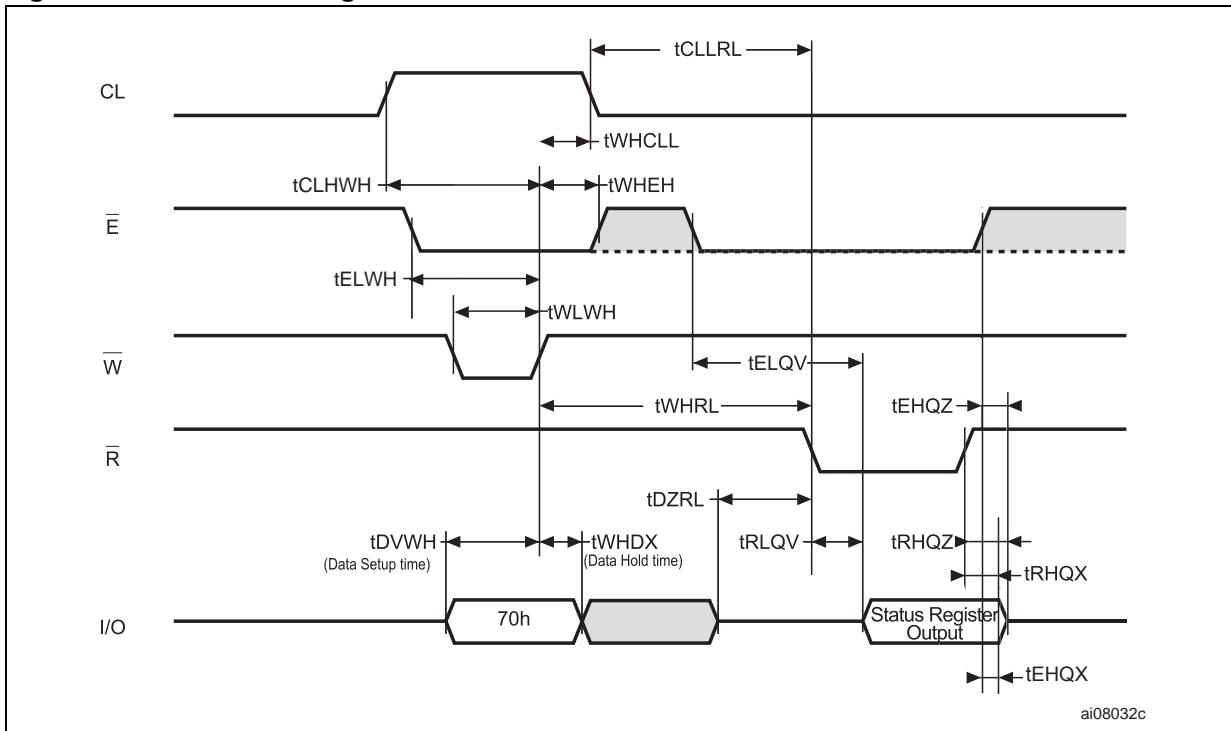 tCLLRL
CL
tWHCLL
tCLHWH
tWHEH
E
tELWH
tWLWH
W
tELQV
tWHRL
tEHQZ
R
tDZRL
tDVWH
(Data Setup time)
tWHDX
(Data Hold time)
tRLQV
tRHQZ
tRHQX
I/O
70h
Status Register
Output
tEHQX
ai08032c